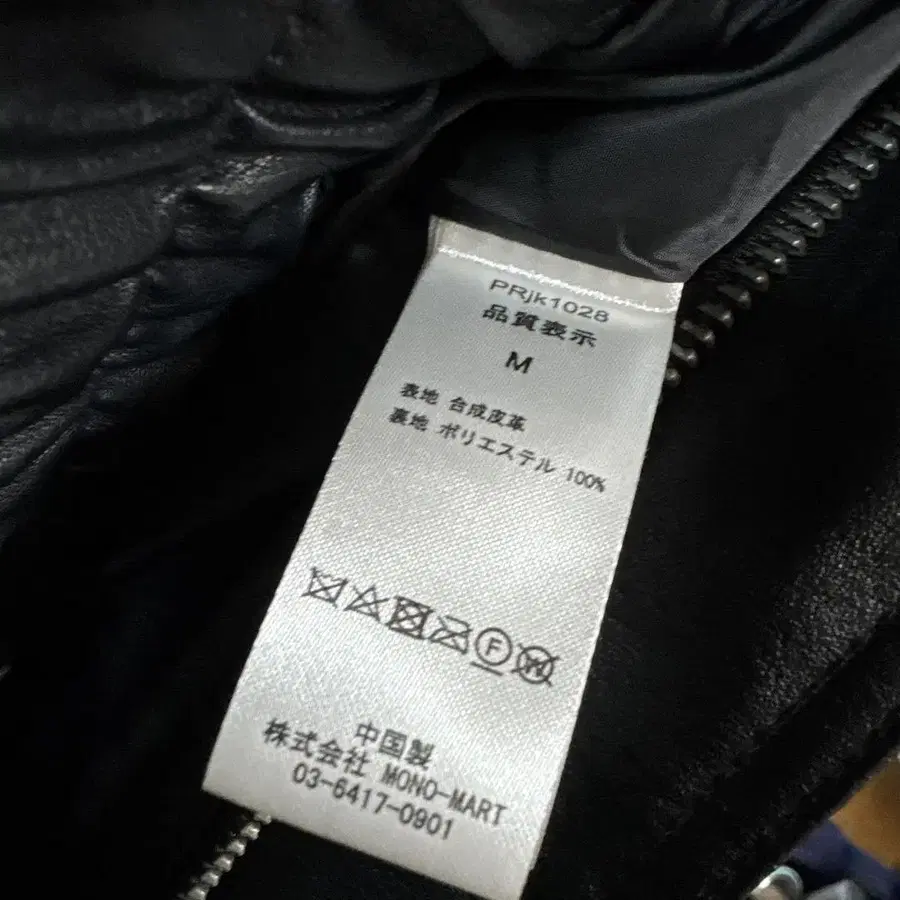 PRjk1028
品質表示
M
表地 合成皮革
裏地 ポリエステル 100%
F
W
中国製
株式会社 MONO-MART
03-6417-0901